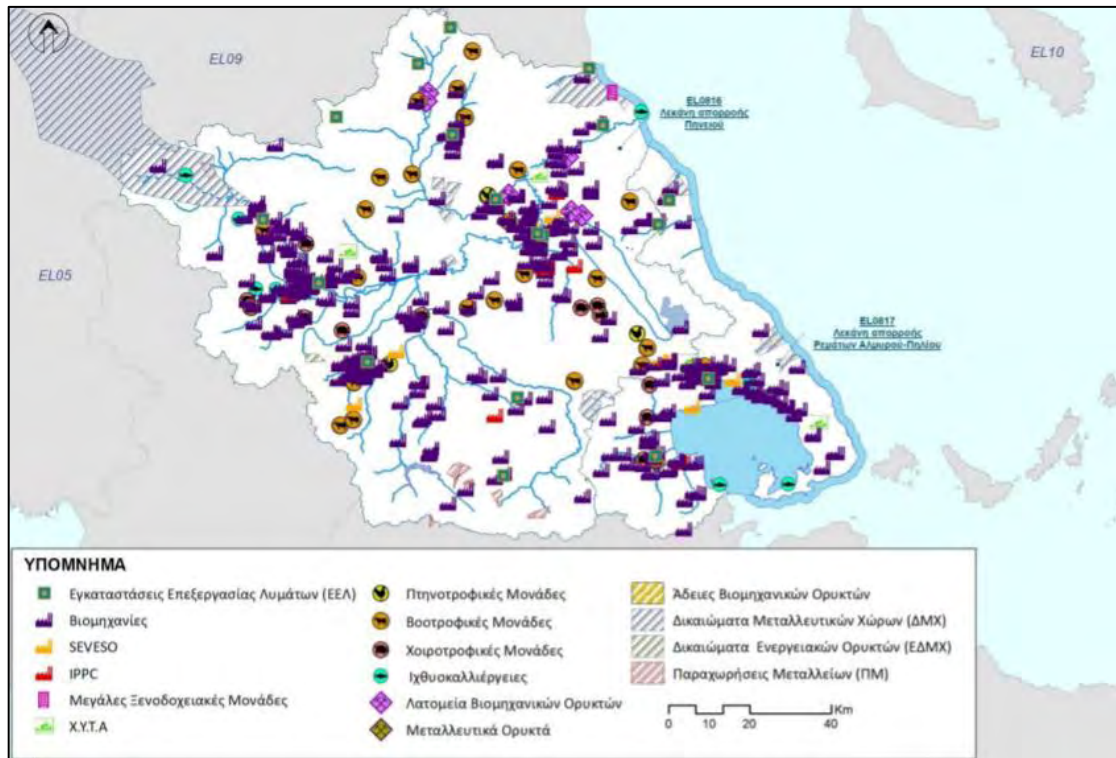 EL09
EL10
EL0816
Λεκάνη απορροής
Πηνειού
EL05
EL0817
Λεκάνη απορροής
Ρεμάτων Αλμυρού-Πηλίου
ΥΠΟΜΝΗΜΑ
Εγκαταστάσεις Επεξεργασίας Λυμάτων (ΕΕΛ)
Βιομηχανίες
SEVESO
IPPC
Μεγάλες Ξενοδοχειακές Μονάδες
Χ.Υ.Τ.Α
Πτηνοτροφικές Μονάδες
Βοοτροφικές Μονάδες
Χοιροτροφικές Μονάδες
Ιχθυοκαλλιέργειες
Λατομεία Βιομηχανικών Ορυκτών
Μεταλλευτικά Ορυκτά
Άδειες Βιομηχανικών Ορυκτών
Δικαιώματα Μεταλλευτικών Χώρων (ΔΜΧ)
Δικαιώματα Ενεργειακών Ορυκτών (ΕΔΜΧ)
Παραχωρήσεις Μεταλλείων (ΠΜ)
Km
0 10 20 40